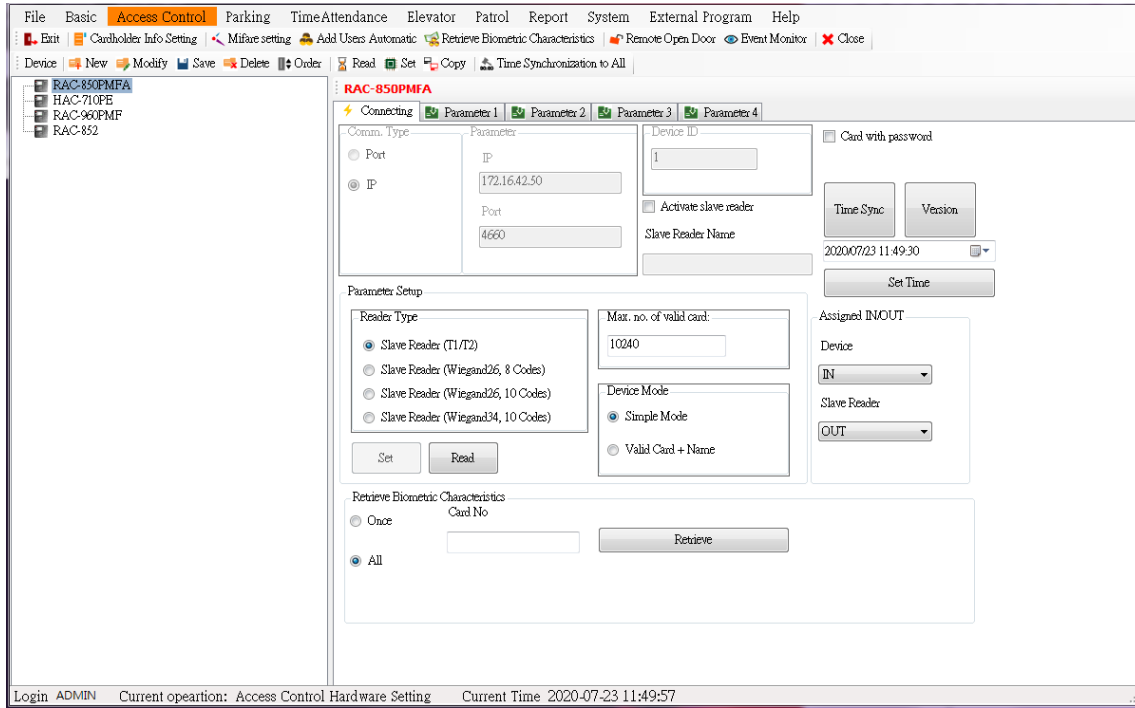 File Basic Access Control Parking TimeAttendance Elevator Patrol Report System External Program Help
Exit Cardholder Info Setting Mifare setting Add Users Automatic Retrieve Biometric Characteristics Remote Open Door Event Monitor Close
Device New Modify Save Delete Order Read Set Copy Time Synchronization to All
RAC-850PMFA
HAC-710PE
RAC-960PMF
RAC-852
RAC-850PMFA
Connecting Parameter 1 Parameter 2 Parameter 3 Parameter 4
Comm. Type Parameter Device ID
Card with password
Port IP 1
IP 172.16.42.50
Port Activate slave reader Time Sync Version
4660 Slave Reader Name
2020/07/23 11:49:30
Set Time
Parameter Setup
Reader Type Max. no. of valid card: Assigned IN/OUT
Slave Reader (T1/T2) 10240 Device
Slave Reader (Wiegand26, 8 Codes) IN
Slave Reader (Wiegand26, 10 Codes) Device Mode Slave Reader
Slave Reader (Wiegand34, 10 Codes) Simple Mode OUT
Set Read Valid Card + Name
Retrieve Biometric Characteristics
Once Card No
Retrieve
All
Login ADMIN Current opeartion: Access Control Hardware Setting Current Time 2020-07-23 11:49:57